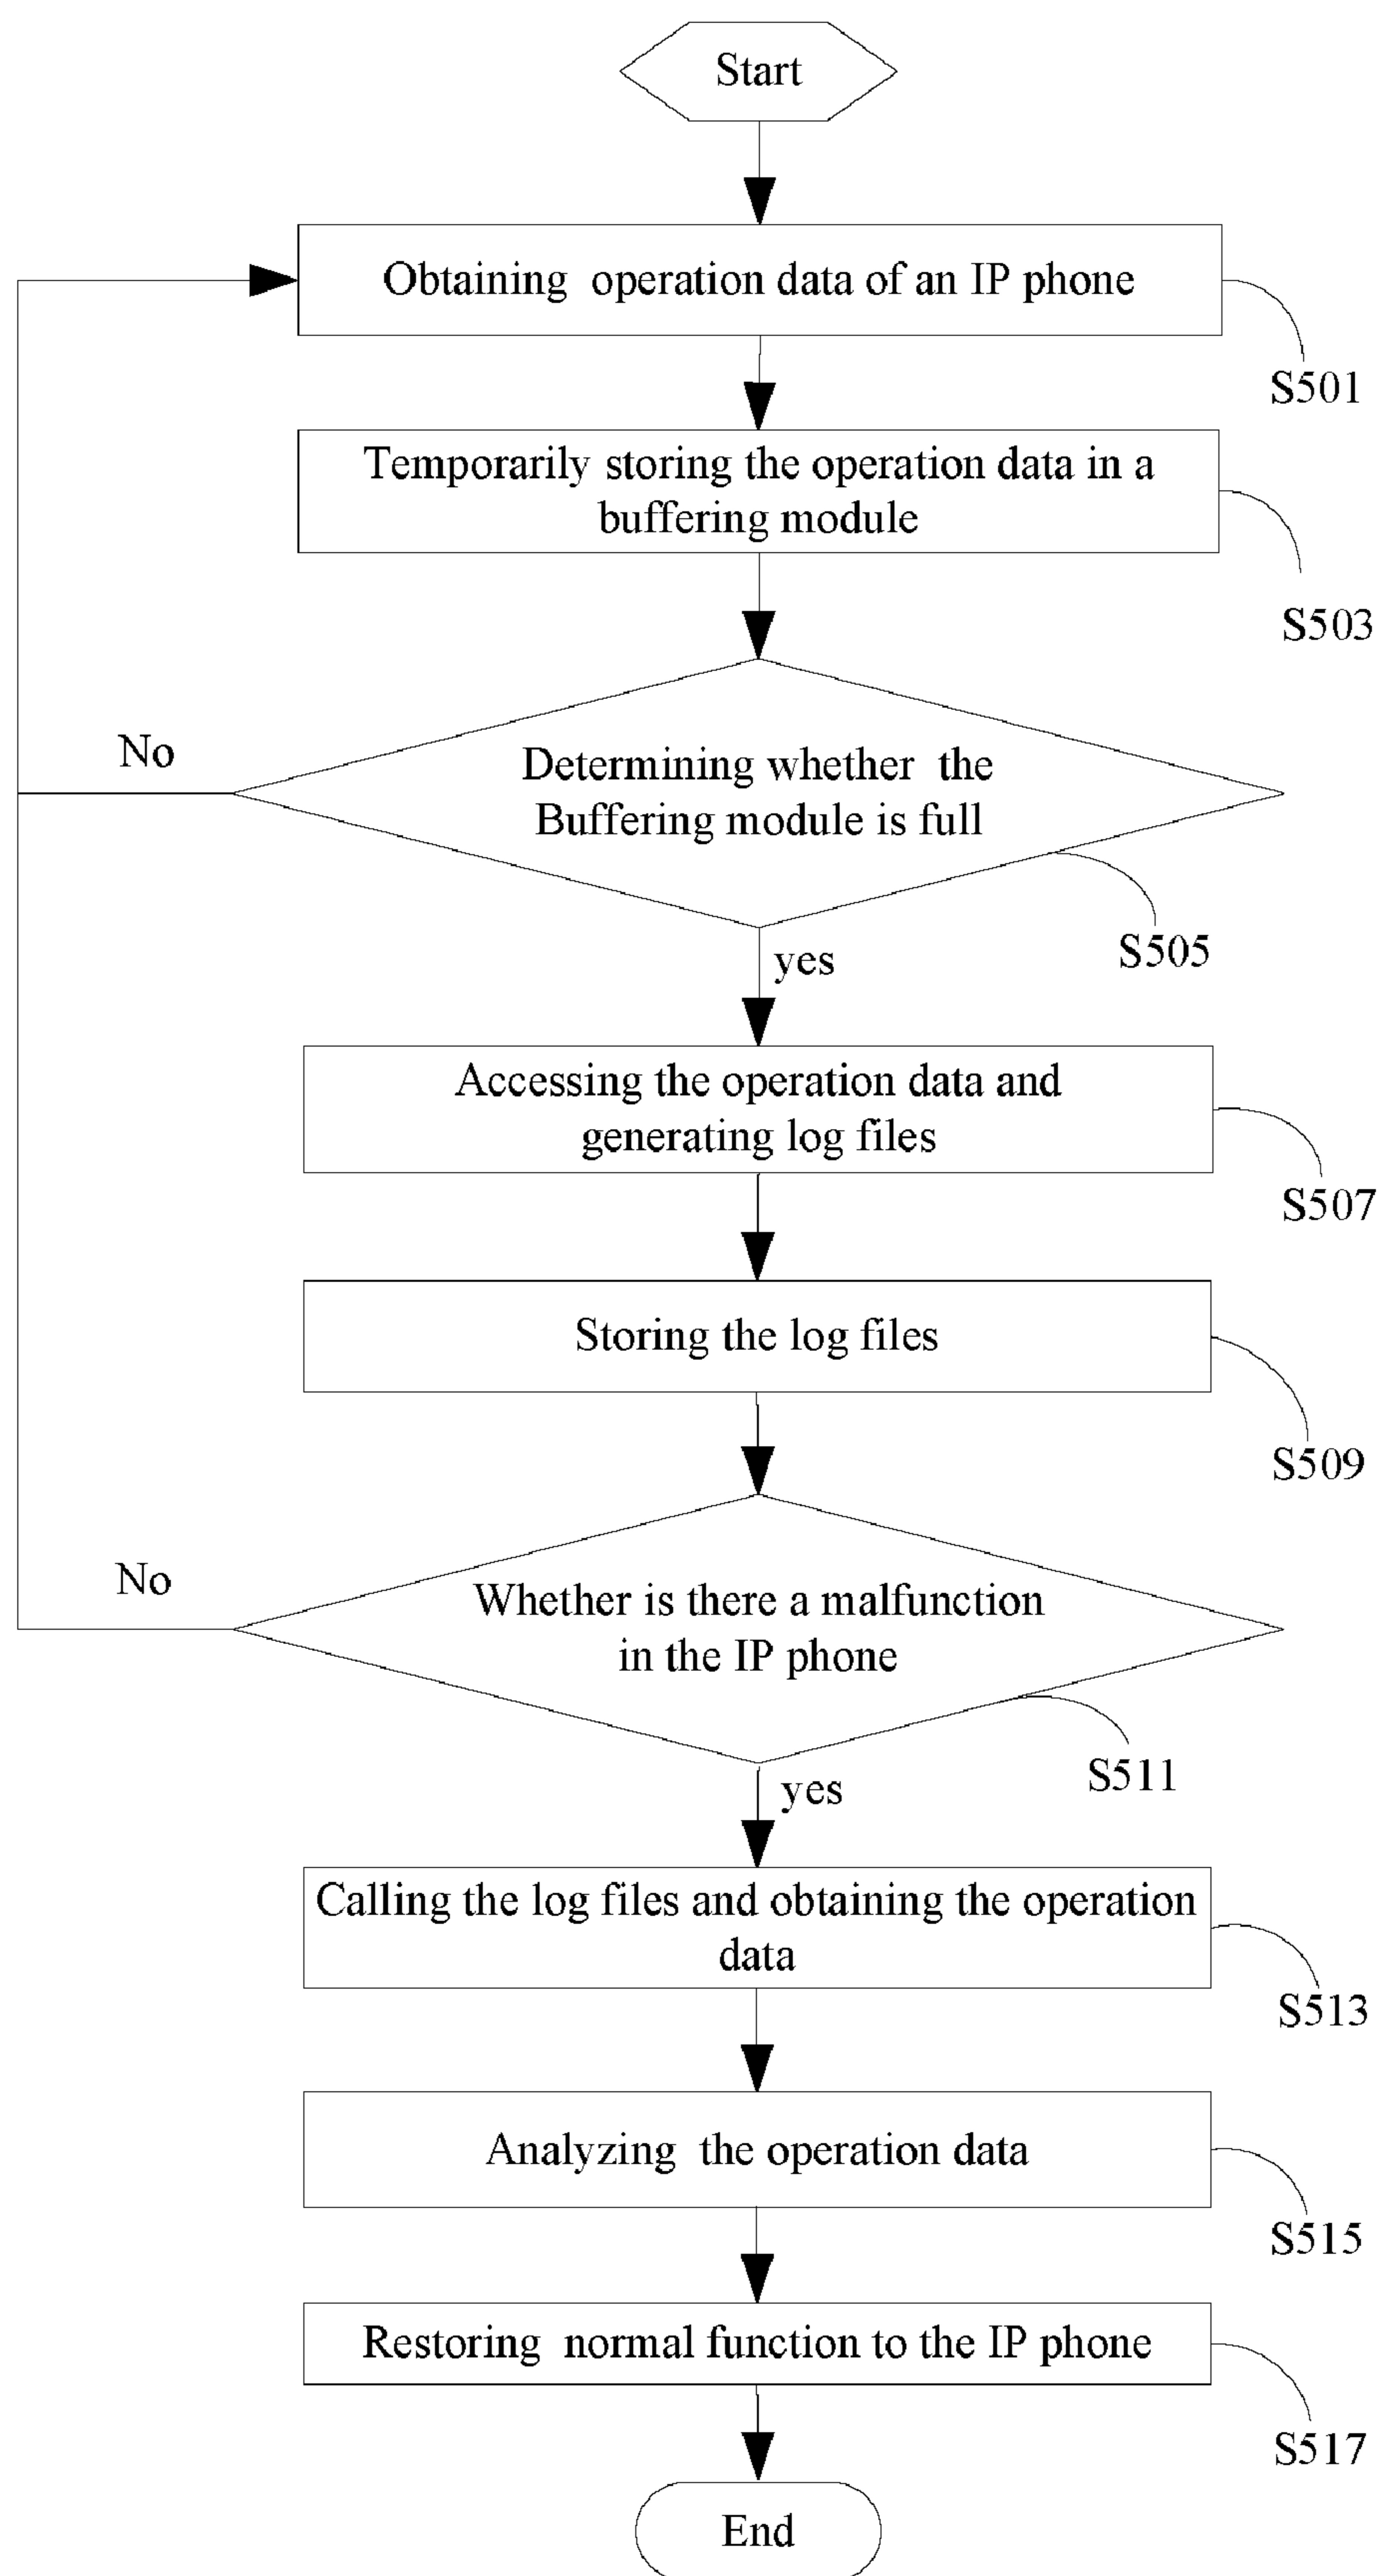 Start
Obtaining operation data of an IP phone
S501
Temporarily storing the operation data in a
buffering module
S503
No
Determining whether the
Buffering module is full
S505
yes
Accessing the operation data and
generating log files
S507
Storing the log files
S509
No
Whether is there a malfunction
in the IP phone
S511
yes
Calling the log files and obtaining the operation
data
S513
Analyzing the operation data
S515
Restoring normal function to the IP phone
S517
End